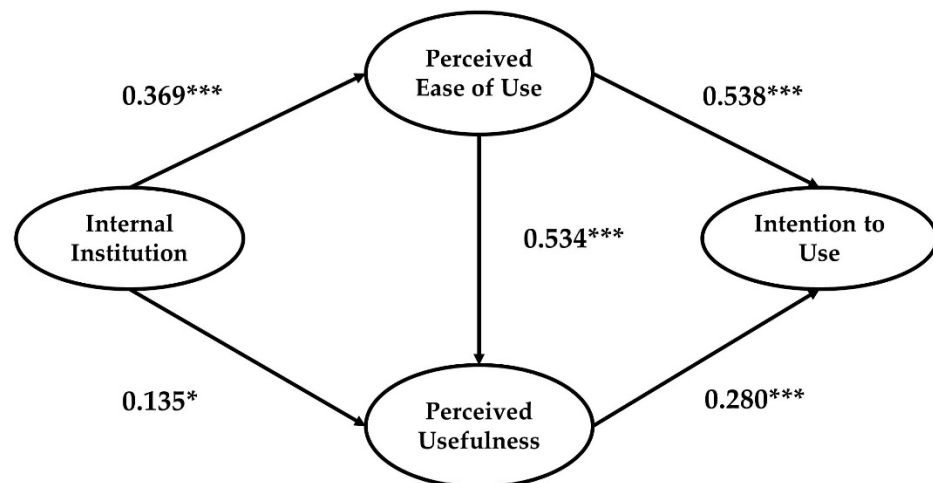 Perceived
Ease of Use
0.369***
0.538***
Internal
Institution
0.534***
Intention to
Use
0.135*
Perceived
Usefulness
0.280***